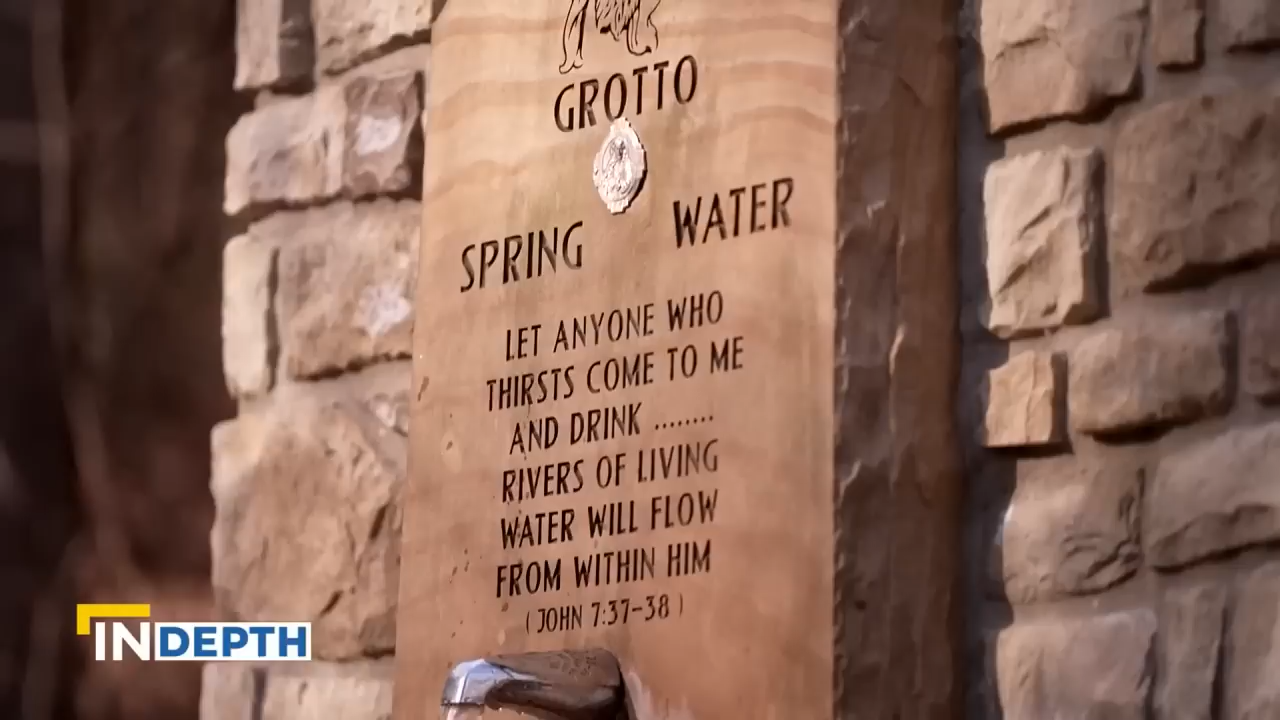 GROTTO
SPRING WATER
LET ANYONE WHO
THIRSTS COME TO ME
AND DRINK ........
RIVERS OF LIVING
WATER WILL FLOW
FROM WITHIN HIM
( JOHN 7:37-38 )
INDEPTH